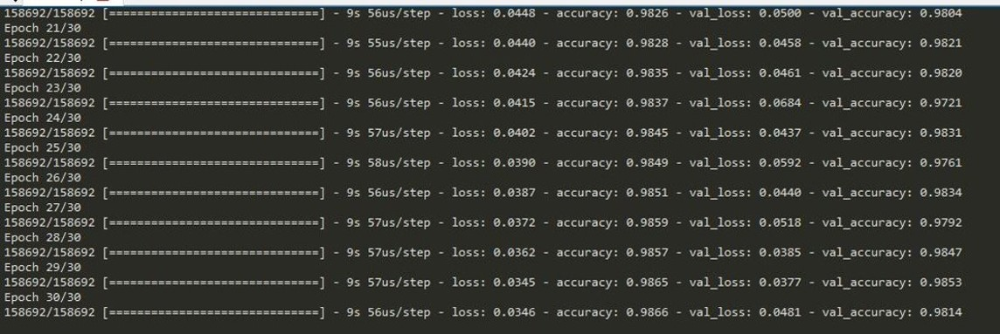 158692/158692 [==============================] - 9s 56us/step - loss: 0.0448 - accuracy: 0.9826 - val_loss: 0.0500 - val_accuracy: 0.9804
Epoch 21/30
158692/158692 [==============================] - 9s 55us/step - loss: 0.0440 - accuracy: 0.9828 - val_loss: 0.0458 - val_accuracy: 0.9821
Epoch 22/30
158692/158692 [==============================] - 9s 56us/step - loss: 0.0424 - accuracy: 0.9835 - val_loss: 0.0461 - val_accuracy: 0.9820
Epoch 23/30
158692/158692 [==============================] - 9s 56us/step - loss: 0.0415 - accuracy: 0.9837 - val_loss: 0.0684 - val_accuracy: 0.9721
Epoch 24/30
158692/158692 [==============================] - 9s 57us/step - loss: 0.0402 - accuracy: 0.9845 - val_loss: 0.0437 - val_accuracy: 0.9831
Epoch 25/30
158692/158692 [==============================] - 9s 58us/step - loss: 0.0390 - accuracy: 0.9849 - val_loss: 0.0592 - val_accuracy: 0.9761
Epoch 26/30
158692/158692 [==============================] - 9s 56us/step - loss: 0.0387 - accuracy: 0.9851 - val_loss: 0.0440 - val_accuracy: 0.9834
Epoch 27/30
158692/158692 [==============================] - 9s 57us/step - loss: 0.0372 - accuracy: 0.9859 - val_loss: 0.0518 - val_accuracy: 0.9792
Epoch 28/30
158692/158692 [==============================] - 9s 57us/step - loss: 0.0362 - accuracy: 0.9857 - val_loss: 0.0385 - val_accuracy: 0.9847
Epoch 29/30
158692/158692 [==============================] - 9s 57us/step - loss: 0.0345 - accuracy: 0.9865 - val_loss: 0.0377 - val_accuracy: 0.9853
Epoch 30/30
158692/158692 [==============================] - 9s 56us/step - loss: 0.0346 - accuracy: 0.9866 - val_loss: 0.0481 - val_accuracy: 0.9814